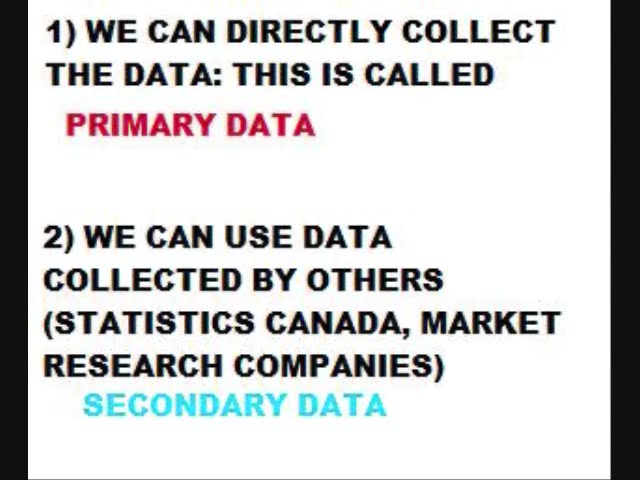 1) WE CAN DIRECTLY COLLECT
THE DATA: THIS IS CALLED
PRIMARY DATA
2) WE CAN USE DATA
COLLECTED BY OTHERS
(STATISTICS CANADA, MARKET
RESEARCH COMPANIES)
SECONDARY DATA